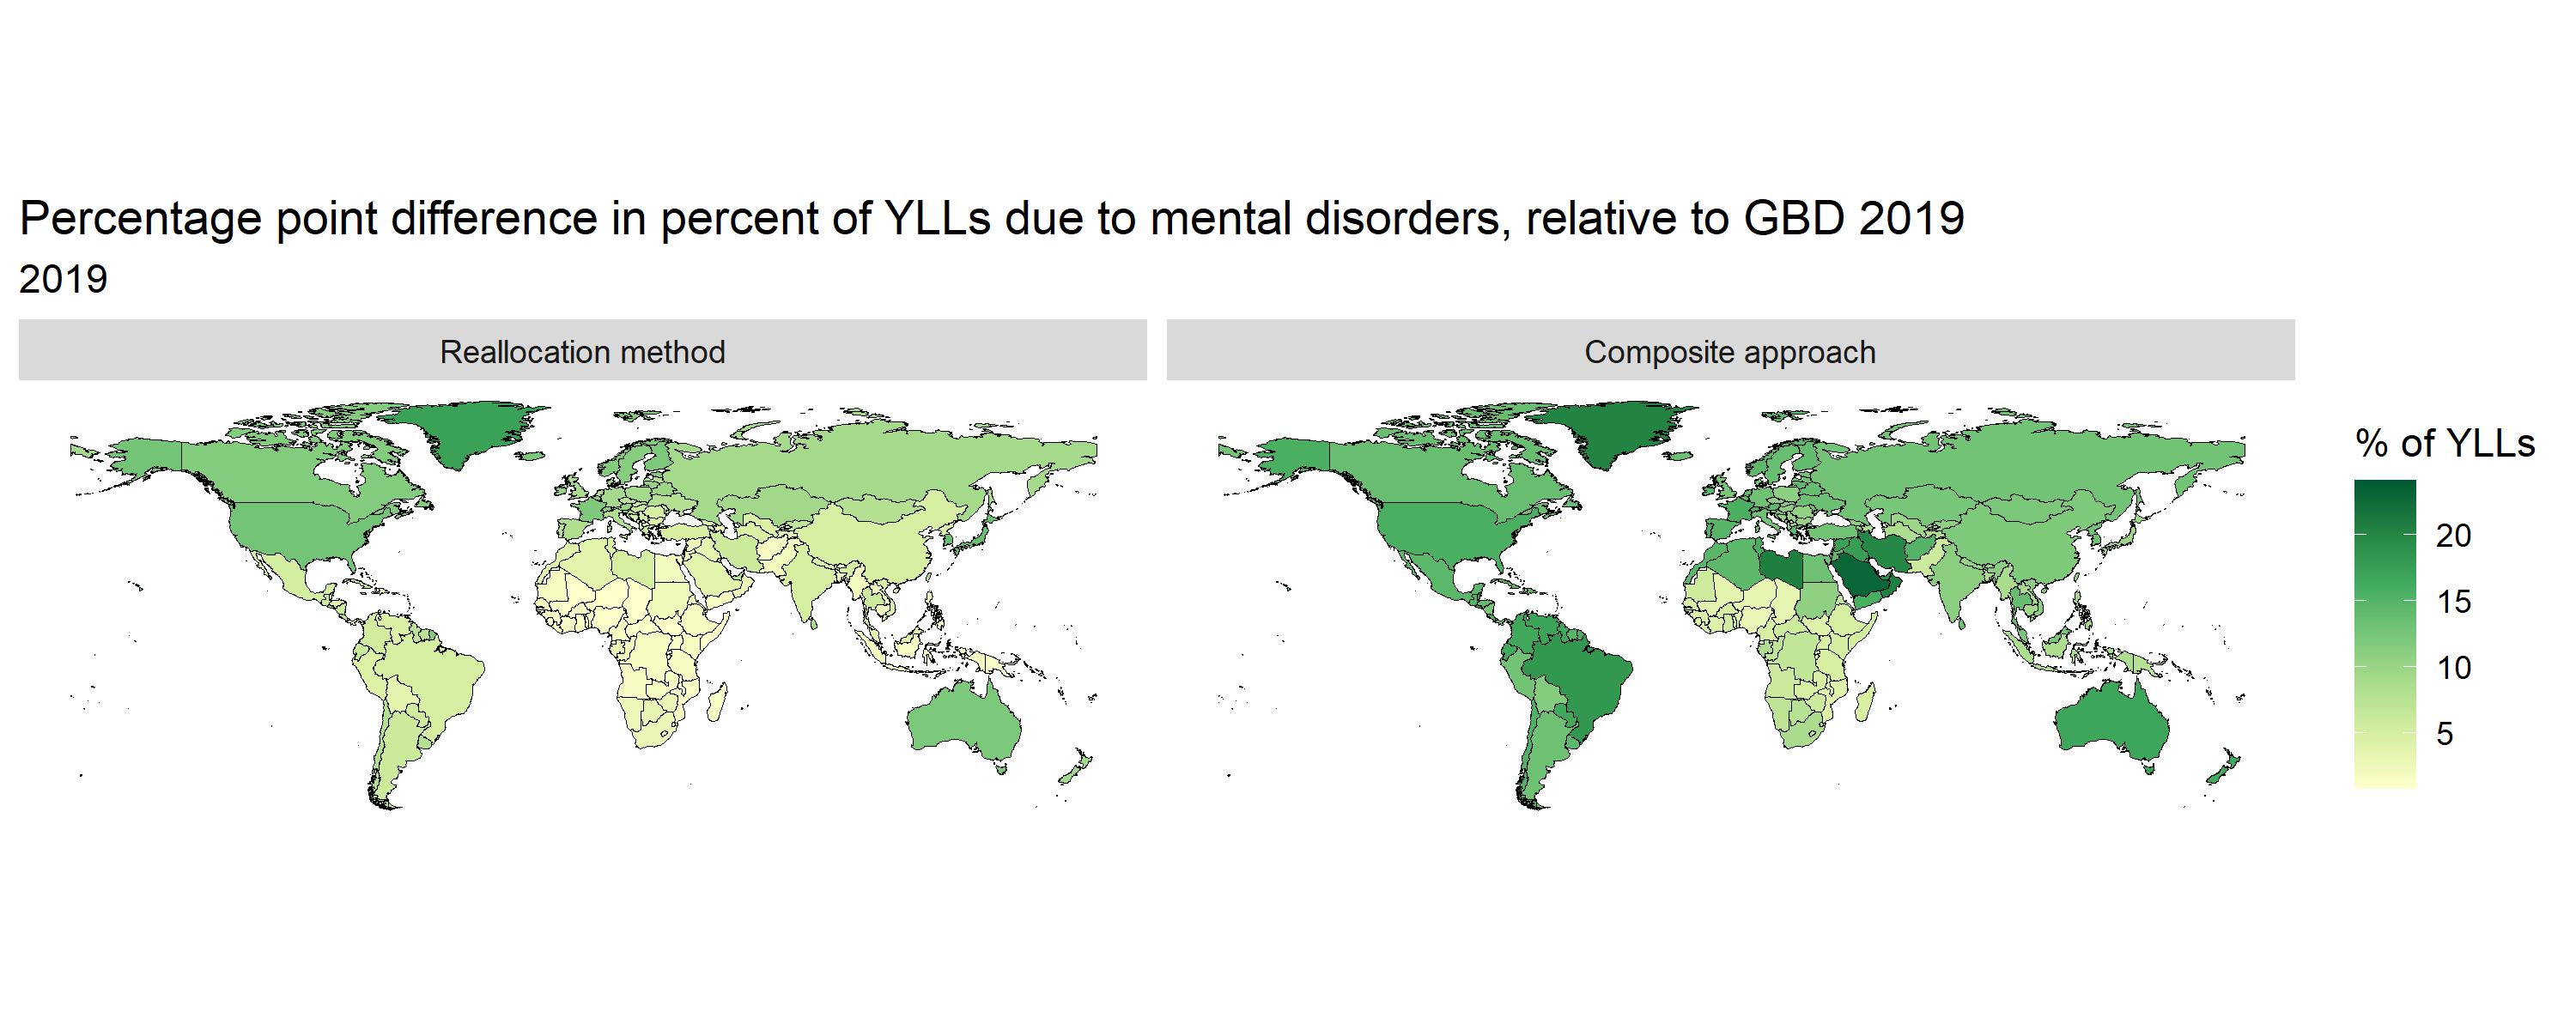 Percentage point difference in percent of YLLs due to mental disorders, relative to GBD 2019
2019
Reallocation method
Composite approach
% of YLLs
20
15
10
5